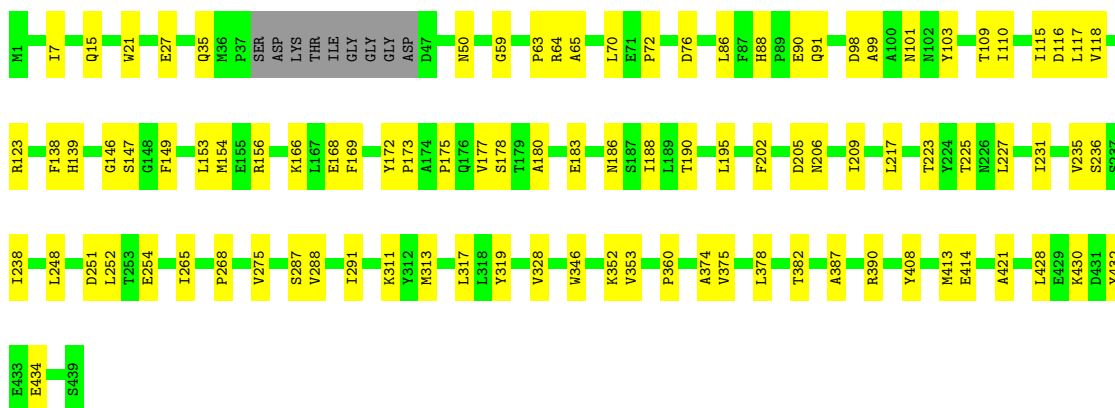 M1 I7 Q15 W21 E27 Q35 M36 P37 SER ASP LYS THR ILE GLY GLY GLY ASP D47 N50 G59 P63 R64 A65 L70 E71 P72 D76 L86 F87 H88 P89 E90 Q91 D98 A99 A100 N101 N102 Y103 T109 I110 I115 D116 L117 V118
R123 F138 H139 G146 S147 G148 F149 L153 M154 E155 R156 K166 L167 E168 F169 Y172 P173 A174 P175 Q176 V177 S178 T179 A180 E183 N186 S187 I188 L189 T190 L195 F202 D205 N206 I209 L217 T223 Y224 T225 N226 L227 I231 V235 S236 S237
I238 L248 D251 L252 T253 E254 I265 P268 V275 S287 V288 I291 K311 Y312 M313 L317 L318 Y319 V328 W346 K352 V353 P360 A374 V375 L378 T382 A387 R390 Y408 M413 E414 A421 L428 E429 K430 D431 Y432
E433 E434 S439